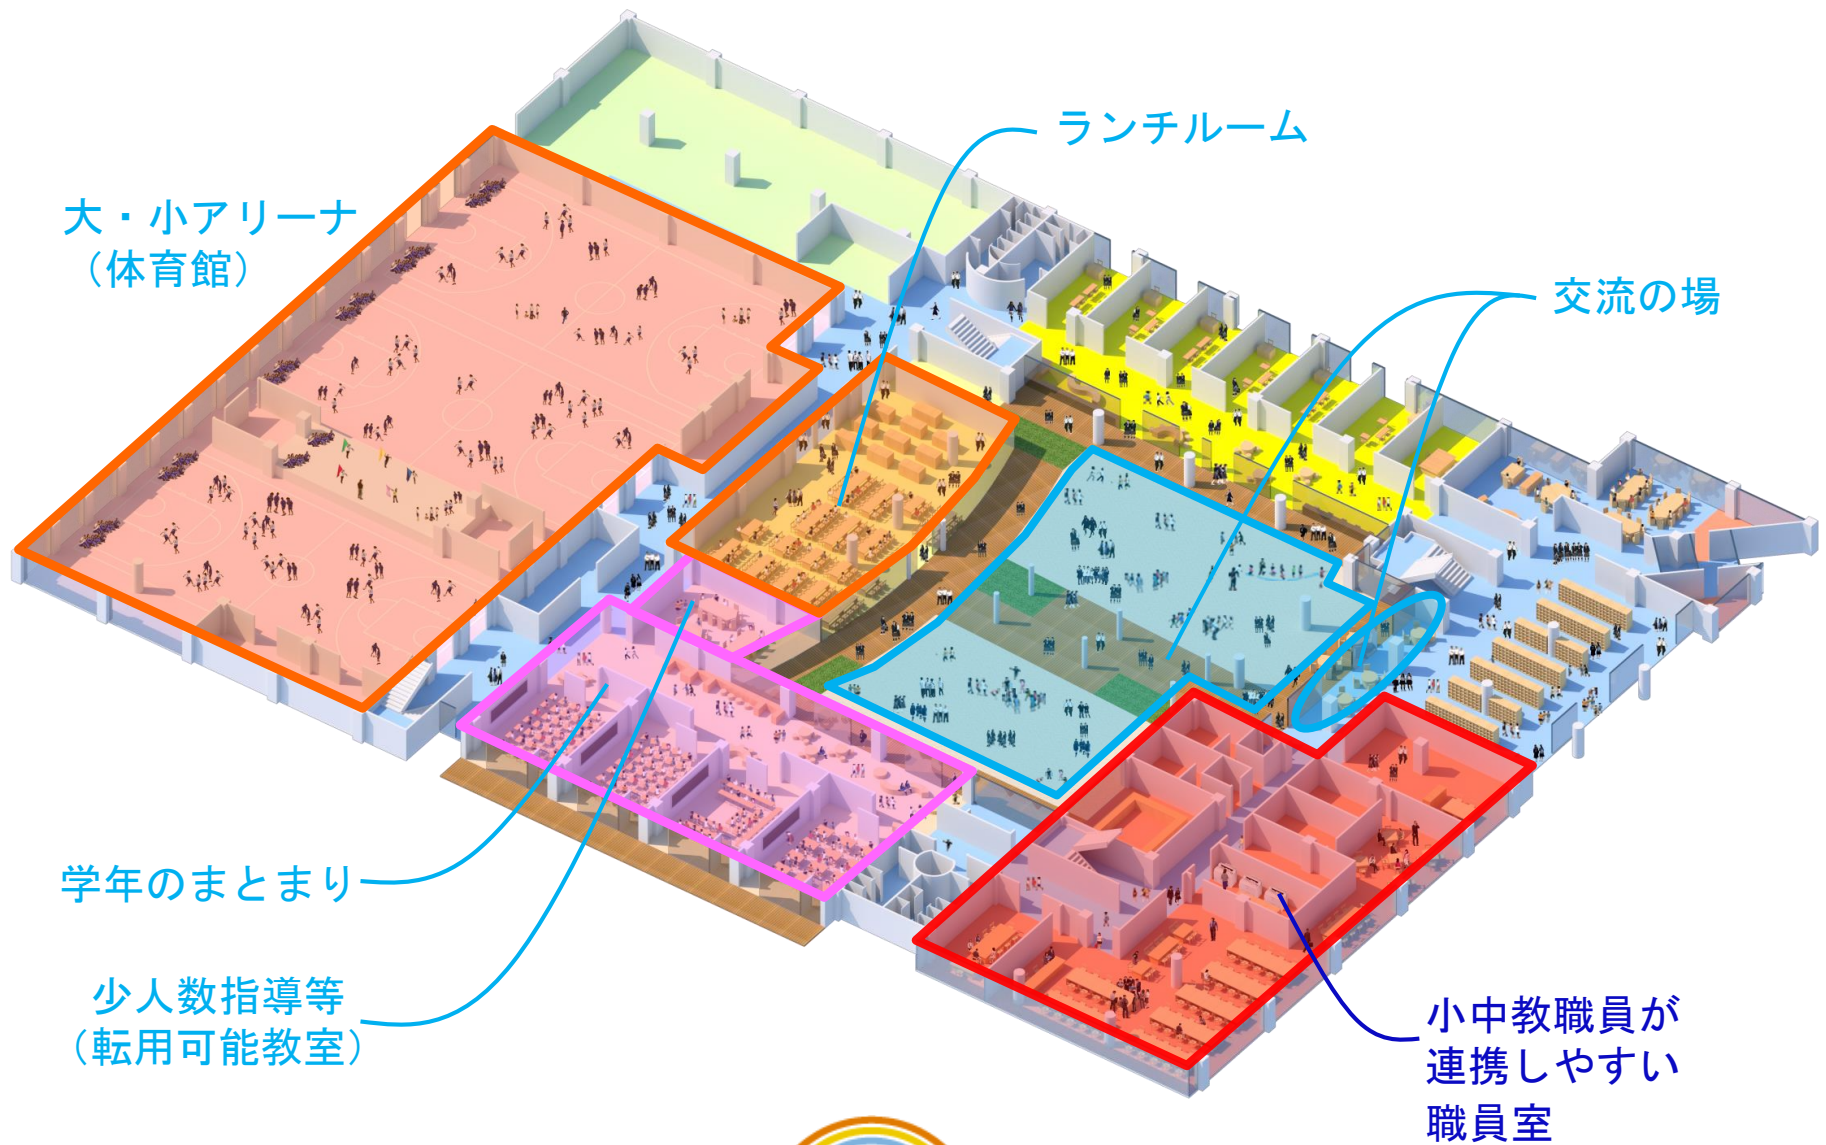 ランチルーム
大・小アリーナ
（体育館）
交流の場
学年のまとまり
少人数指導等
（転用可能教室）
小中教職員が
連携しやすい
職員室